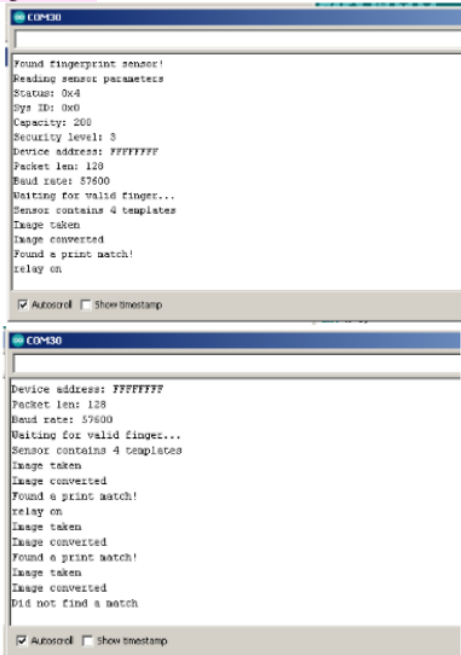 COM30
Found fingerprint sensor!
Reading sensor parameters
Status: 0x4
Sys ID: 0x0
Capacity: 200
Security level: 3
Device address: FFFFFFFF
Packet len: 128
Baud rate: 57600
Waiting for valid finger...
Sensor contains 4 templates
Image taken
Image converted
Found a print match!
relay on
Autoscroll Show timestamp
COM30
Device address: FFFFFFFF
Packet len: 128
Baud rate: 57600
Waiting for valid finger...
Sensor contains 4 templates
Image taken
Image converted
Found a print match!
relay on
Image taken
Image converted
Found a print match!
Image taken
Image converted
Did not find a match
Autoscroll Show timestamp